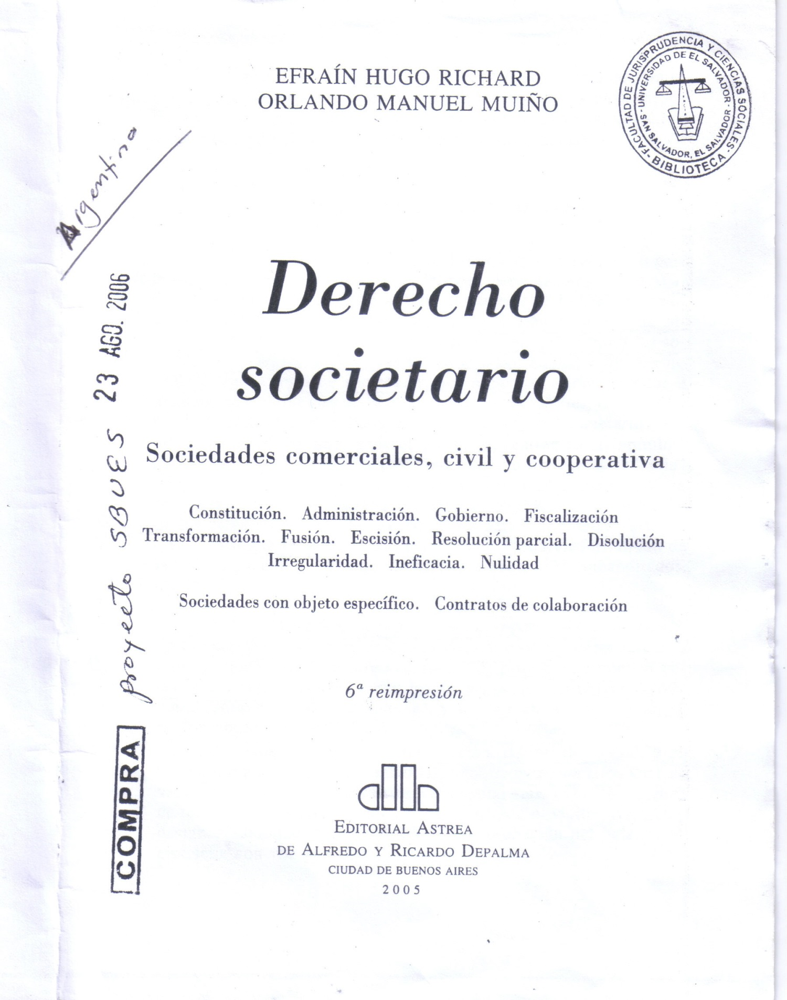 EFRAÍN HUGO RICHARD
ORLANDO MANUEL MUIÑO
FACULTAD DE JURISPRUDENCIA Y CIENCIAS SOCIALES
- BIBLIOTECA -
UNIVERSIDAD DE EL SALVADOR
SAN SALVADOR, EL SALVADOR
Argentina
Derecho
societario
Sociedades comerciales, civil y cooperativa
Constitución. Administración. Gobierno. Fiscalización
Transformación. Fusión. Escisión. Resolución parcial. Disolución
Irregularidad. Ineficacia. Nulidad
Sociedades con objeto específico. Contratos de colaboración
6ª reimpresión
EDITORIAL ASTREA
DE ALFREDO Y RICARDO DEPALMA
CIUDAD DE BUENOS AIRES
2005
COMPRA proyecto SBUES 23 AGO. 2006